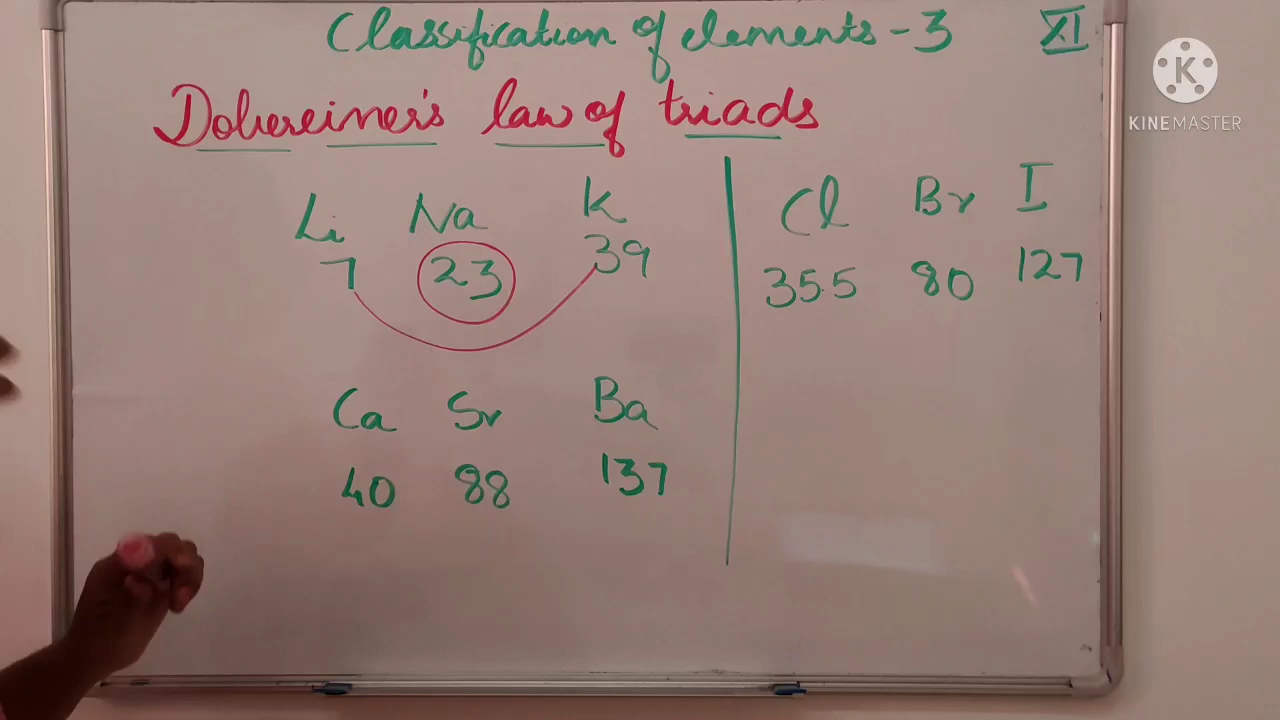 Classification of elements - 3 XI
Dobereiner's law of triads
Li Na K
7 23 39
Cl Br I
35.5 80 127
Ca Sr Ba
40 88 137
K
KINEMASTER